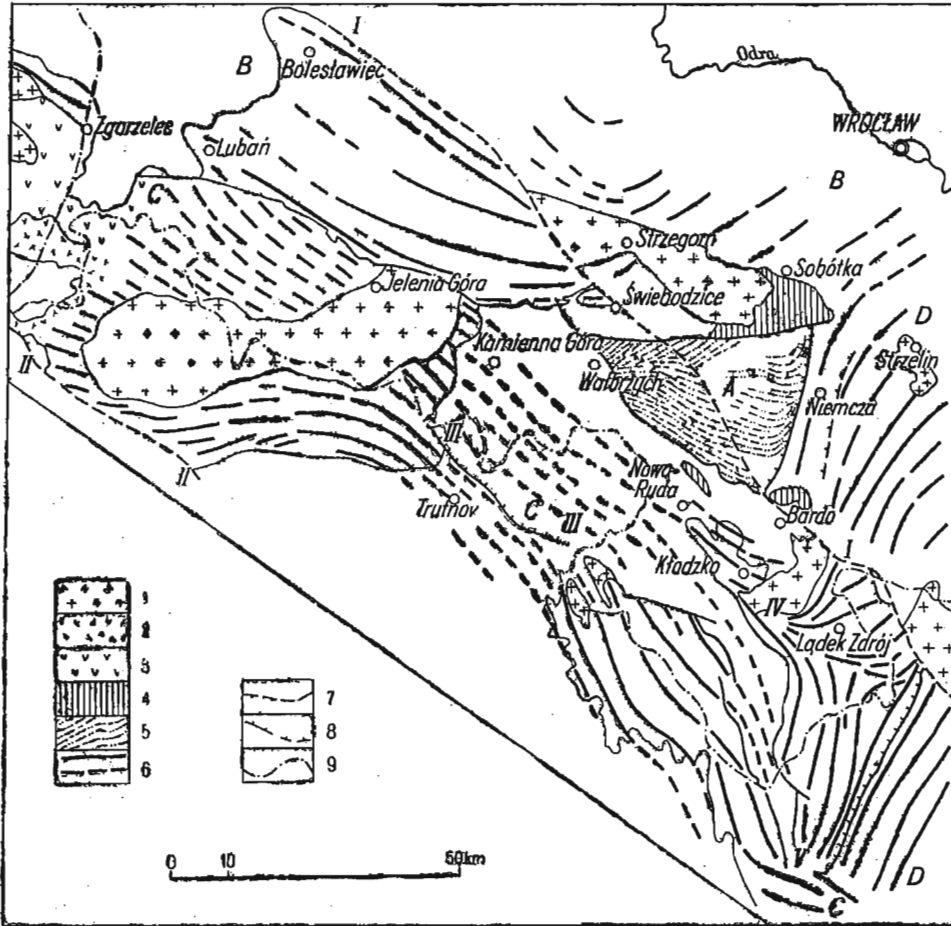 I
B
Bolesławiec
Odra
Zgorzelec
WROCŁAW
Lubań
B
C
Strzegom
Sobótka
Jelenia Góra
Świebodzice
D
Kamienna Góra
Strzelin
II
Wałbrzych
A
Niemcza
III
II
Nowa
Ruda
Trutnov
C
III
Bardo
I
Kłodzko
IV
1
2
Lądek Zdrój
3
4
7
5
8
6
9
V
D
0 10 50km
C